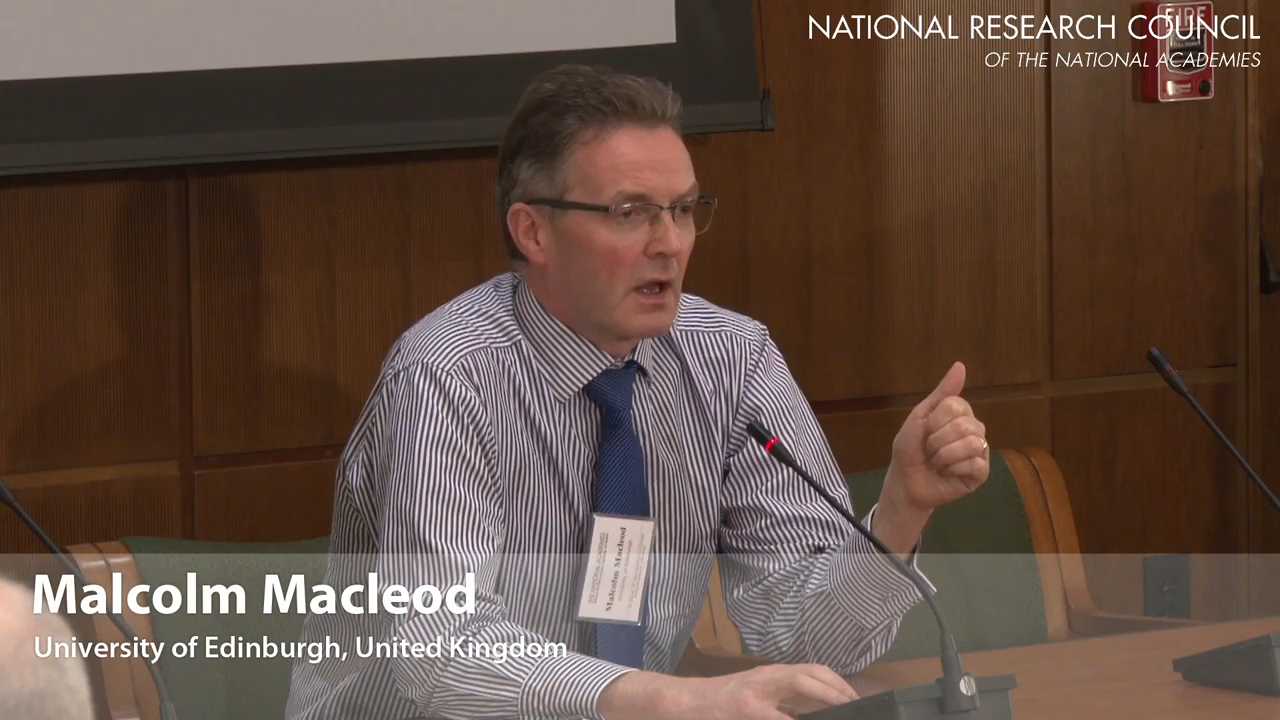 NATIONAL RESEARCH COUNCIL
OF THE NATIONAL ACADEMIES
FIRE
Malcolm Macleod
Malcolm Macleod
University of Edinburgh, United Kingdom